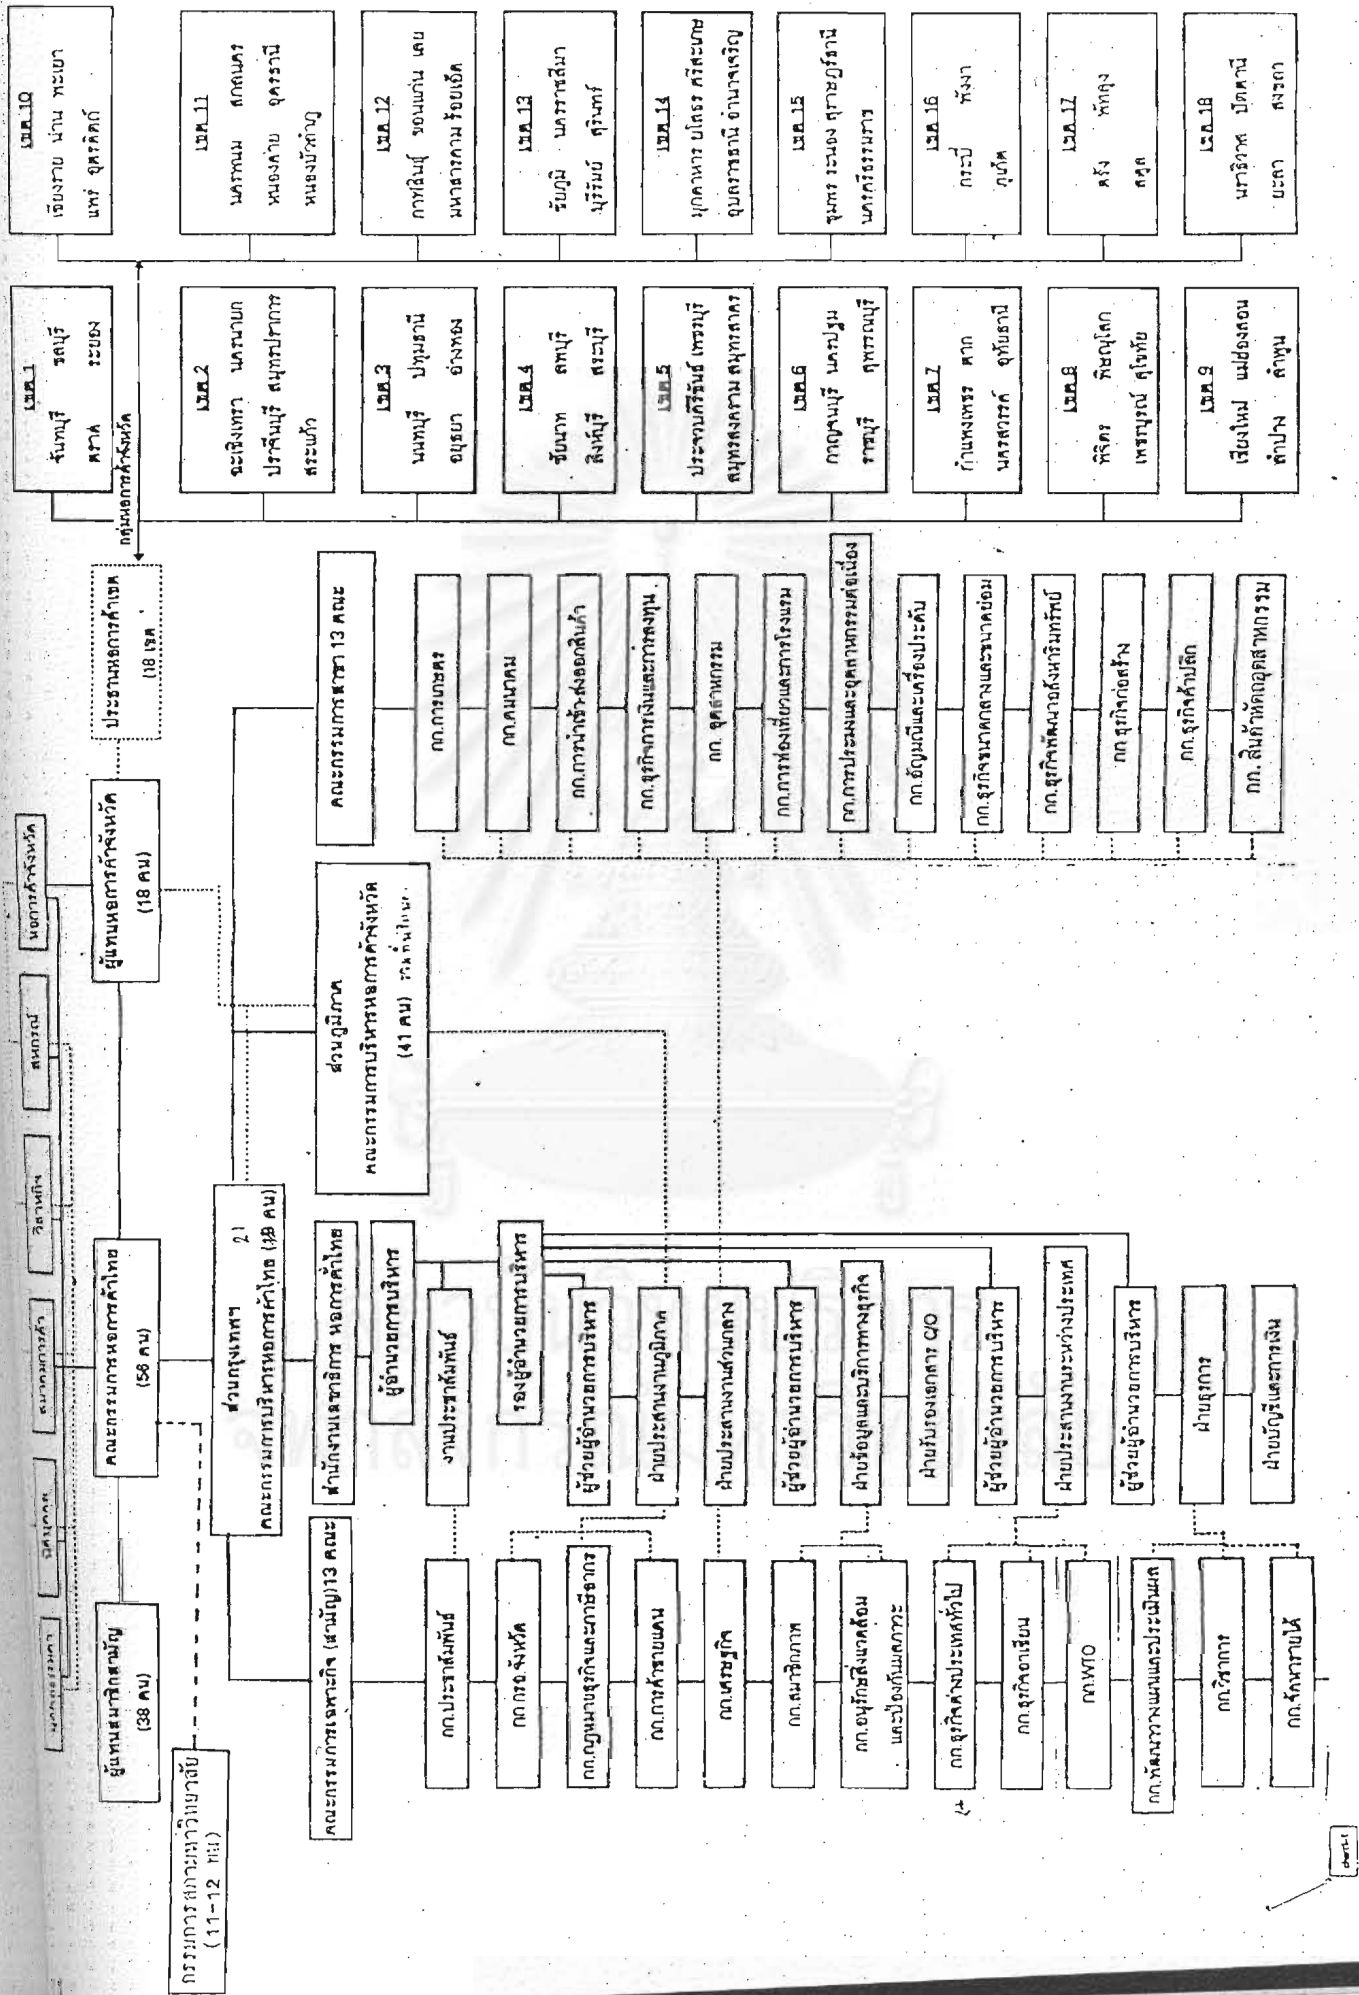 หอการค้าจังหวัด
สหกรณ์
รัฐวิสาหกิจ
สมาคมการค้า
ผู้แทนสมาชิกสามัญ
(38 คน)
คณะกรรมการหอการค้าไทย
(56 คน)
ผู้แทนหอการค้าจังหวัด
(18 คน)
ประธานหอการค้าเขต
(18 เขต)
กลุ่มหอการค้าจังหวัด
กรรมการสภามหาวิทยาลัย
(11-12 คน)
ส่วนกรุงเทพฯ 21
คณะกรรมการบริหารหอการค้าไทย
ส่วนภูมิภาค
คณะกรรมการบริหารหอการค้าจังหวัด
(41 คน)
คณะกรรมการเฉพาะกิจ (สามัญ)13 คณะ
กก.ประชาสัมพันธ์
กก.กรอ.จังหวัด
กก.กฎหมายธุรกิจและภาษีอากร
กก.การค้าชายแดน
กก.เศรษฐกิจ
กก.สมาชิกภาพ
กก.อนุรักษ์สิ่งแวดล้อม
และป้องกันมลภาวะ
กก.ธุรกิจต่างประเทศทั่วไป
กก.ธุรกิจอาเซียน
กก.WTO
กก.พัฒนาวางแผนและประเมินผล
กก.วิชาการ
กก.จัดหารายได้
สำนักงานเลขาธิการ หอการค้าไทย
ผู้อำนวยการบริหาร
งานประชาสัมพันธ์
รองผู้อำนวยการบริหาร
ผู้ช่วยผู้อำนวยการบริหาร
ฝ่ายประสานงานภูมิภาค
ฝ่ายประสานงานส่วนกลาง
ผู้ช่วยผู้อำนวยการบริหาร
ฝ่ายข้อมูลและบริการทางธุรกิจ
ฝ่ายรับรองเอกสาร C/O
ผู้ช่วยผู้อำนวยการบริหาร
ฝ่ายประสานงานระหว่างประเทศ
ผู้ช่วยผู้อำนวยการบริหาร
ฝ่ายธุรการ
ฝ่ายบัญชีและการเงิน
คณะกรรมการสาขา 13 คณะ
กก.การเกษตร
กก.คมนาคม
กก.การนำเข้า-ส่งออกสินค้า
กก.ธุรกิจการเงินและการลงทุน
กก. อุตสาหกรรม
กก.การท่องเที่ยวและการโรงแรม
กก.การประมงและอุตสาหกรรมต่อเนื่อง
กก.อัญมณีและเครื่องประดับ
กก.ธุรกิจขนาดกลางและขนาดย่อม
กก.ธุรกิจพัฒนาอสังหาริมทรัพย์
กก ธุรกิจก่อสร้าง
กก.ธุรกิจค้าปลีก
กก. สินค้าหัตถอุตสาหกรรม
เขต 1
จันทบุรี ชลบุรี
ตราด ระยอง
เขต 2
ฉะเชิงเทรา นครนายก
ปราจีนบุรี สมุทรปราการ
สระแก้ว
เขต 3
นนทบุรี ปทุมธานี
อยุธยา อ่างทอง
เขต 4
ชัยนาท ลพบุรี
สิงห์บุรี สระบุรี
เขต 5
ประจวบคีรีขันธ์ เพชรบุรี
สมุทรสงคราม สมุทรสาคร
เขต 6
กาญจนบุรี นครปฐม
ราชบุรี สุพรรณบุรี
เขต 7
กำแพงเพชร ตาก
นครสวรรค์ อุทัยธานี
เขต 8
พิจิตร พิษณุโลก
เพชรบูรณ์ สุโขทัย
เขต 9
เชียงใหม่ แม่ฮ่องสอน
ลำปาง ลำพูน
เขต 10
เชียงราย น่าน พะเยา
แพร่ อุตรดิตถ์
เขต 11
นครพนม สกลนคร
หนองคาย อุดรธานี
หนองบัวลำภู
เขต 12
กาฬสินธุ์ ขอนแก่น เลย
มหาสารคาม ร้อยเอ็ด
เขต 13
ชัยภูมิ นครราชสีมา
บุรีรัมย์ สุรินทร์
เขต 14
มุกดาหาร ยโสธร ศรีสะเกษ
อุบลราชธานี อำนาจเจริญ
เขต 15
ชุมพร ระนอง สุราษฎร์ธานี
นครศรีธรรมราช
เขต 16
กระบี่ พังงา
ภูเก็ต
เขต 17
ตรัง พัทลุง
สตูล
เขต 18
นราธิวาส ปัตตานี
ยะลา สงขลา